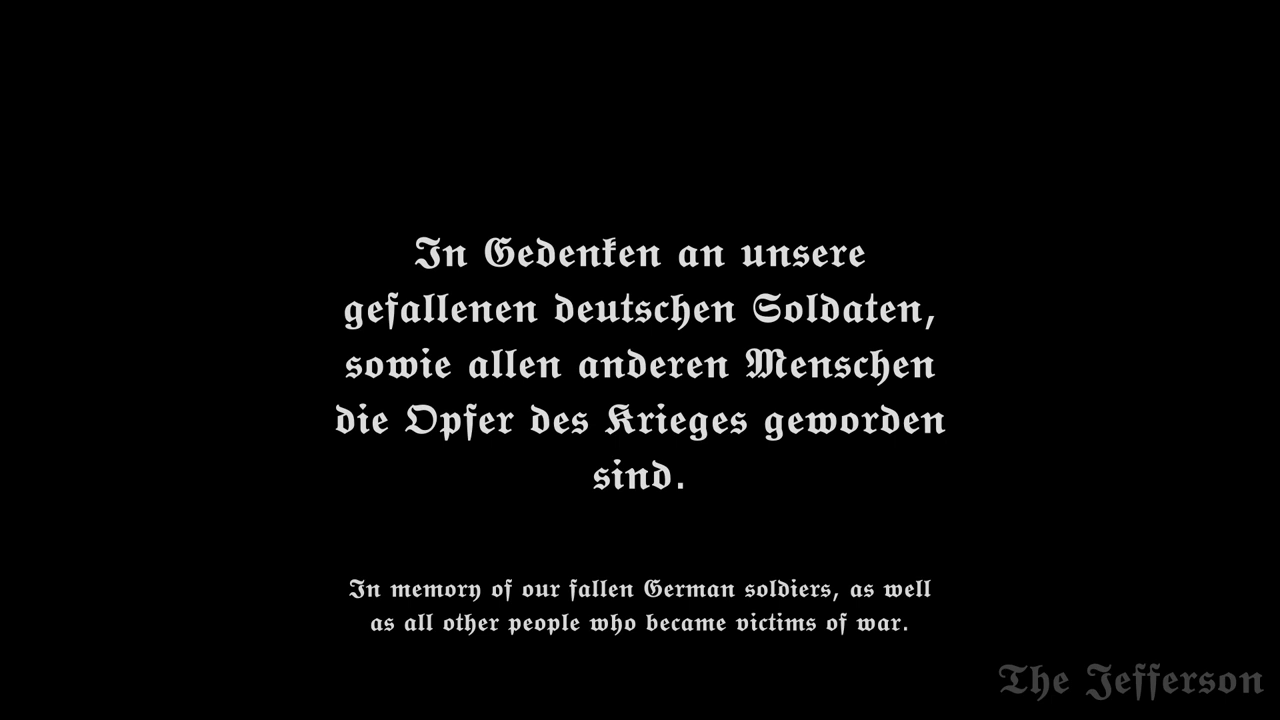 In Gedenken an unsere
gefallenen deutschen Soldaten,
sowie allen anderen Menschen
die Opfer des Krieges geworden
sind.
In memory of our fallen German soldiers, as well
as all other people who became victims of war.
The Jefferson